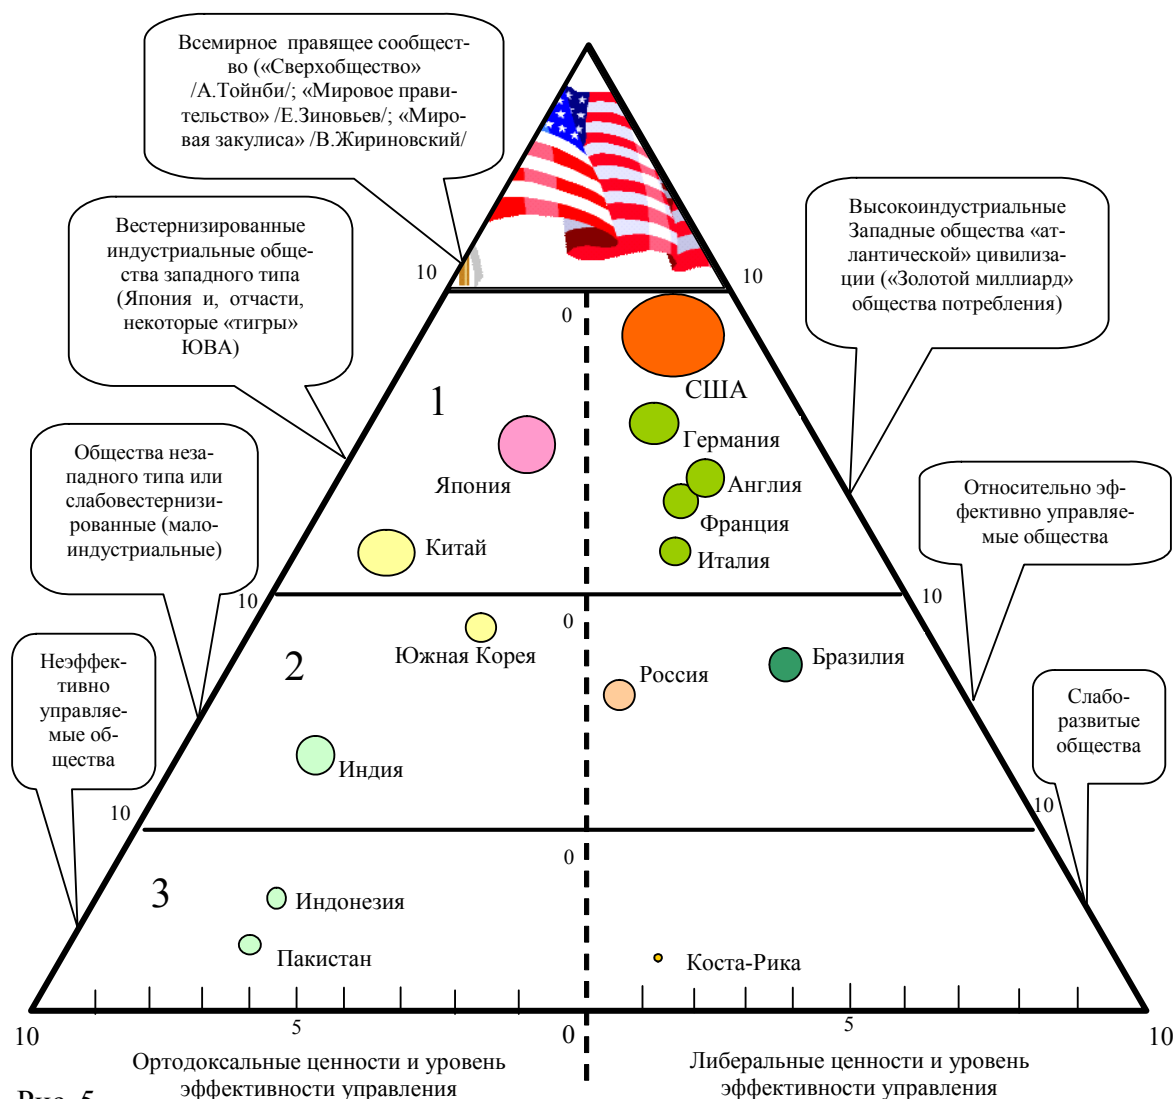 Всемирное правящее сообщест-
во («Сверхобщество»
/А.Тойнби/; «Мировое прави-
тельство» /Е.Зиновьев/; «Миро-
вая закулиса» /В.Жириновский/
Вестернизированные
индустриальные обще-
ства западного типа
(Япония и, отчасти,
некоторые «тигры»
ЮВА)
Высокоиндустриальные
Западные общества «ат-
лантической» цивилиза-
ции («Золотой миллиард»
общества потребления)
10
10
0
1
США
Германия
Япония
Англия
Франция
Китай
Италия
Общества неза-
падного типа или
слабовестернизи-
рованные (мало-
индустриальные)
Относительно эф-
фективно управляе-
мые общества
10
10
0
2
Южная Корея
Россия
Бразилия
Индия
Неэффек-
тивно
управляе-
мые об-
щества
Слабо-
развитые
общества
10
10
0
3
Индонезия
Пакистан
Коста-Рика
10
5
0
5
10
Ортодоксальные ценности и уровень
эффективности управления
Либеральные ценности и уровень
эффективности управления
Рис. 5